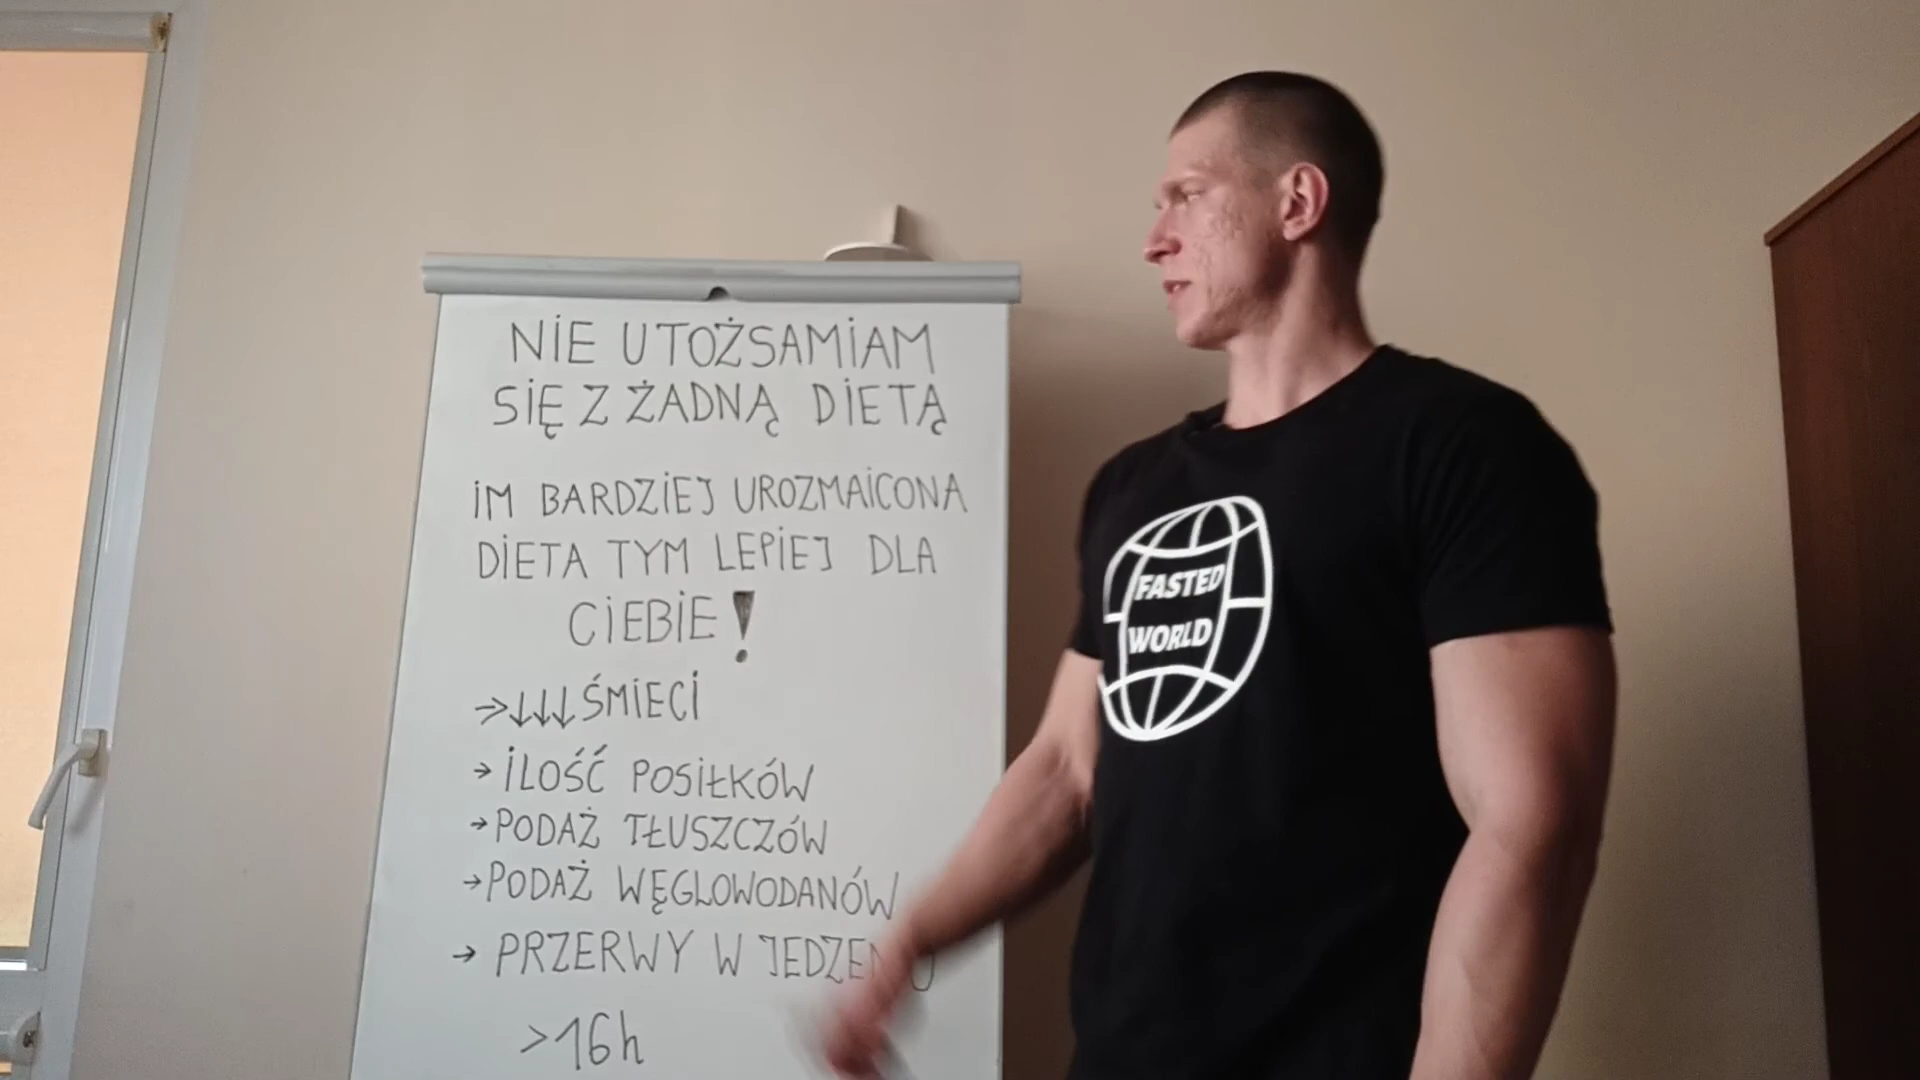 NIE UTOŻSAMIAM
SIĘ Z ŻADNĄ DIETĄ
IM BARDZIEJ UROZMAICONA
DIETA TYM LEPIEJ DLA
CIEBIE!
→↓↓↓ŚMIECI
→ ILOŚĆ POSIŁKÓW
→PODAŻ TŁUSZCZÓW
→PODAŻ WĘGLOWODANÓW
→ PRZERWY W
>16h
FASTED
WORLD